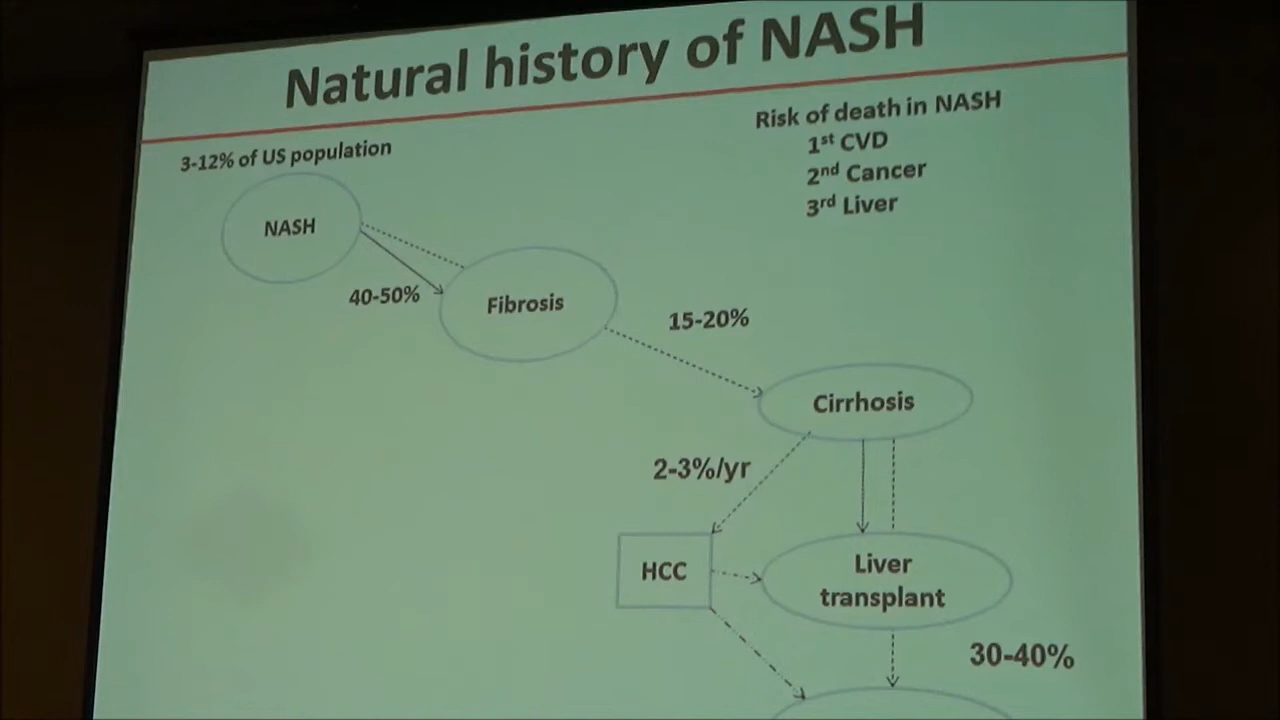 Natural history of NASH
3-12% of US population
Risk of death in NASH
1st CVD
2nd Cancer
3rd Liver
NASH
40-50%
Fibrosis
15-20%
Cirrhosis
2-3%/yr
HCC
Liver
transplant
30-40%